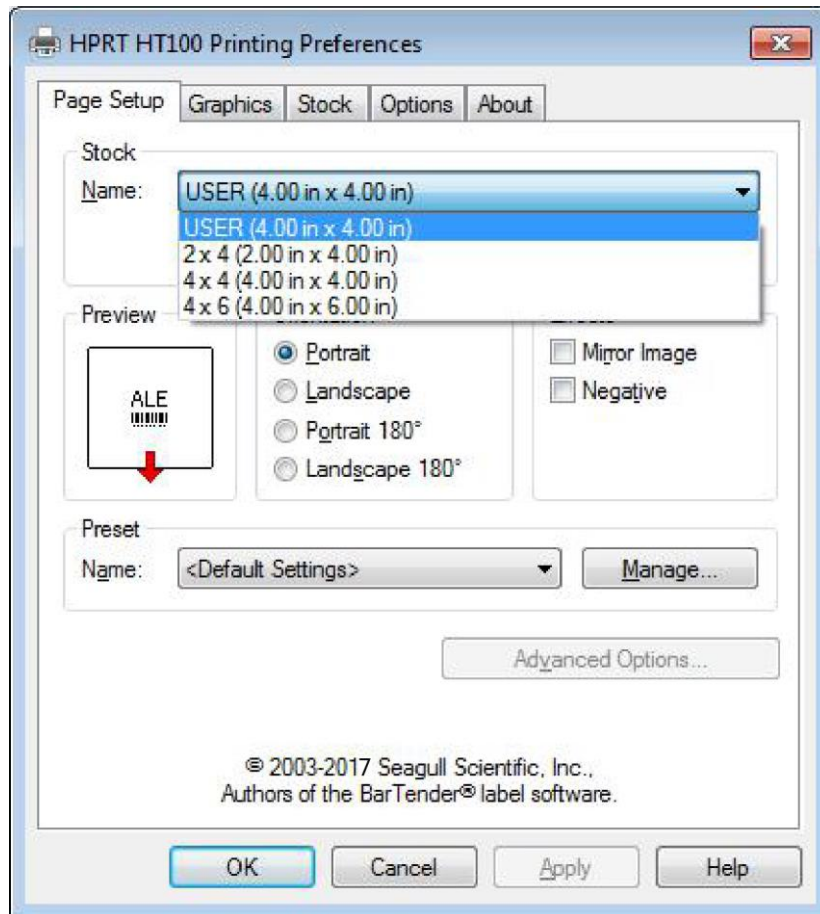 HPRT HT100 Printing Preferences
Page Setup Graphics Stock Options About
Stock
Name: USER (4.00 in x 4.00 in)
USER (4.00 in x 4.00 in)
2 x 4 (2.00 in x 4.00 in)
4 x 4 (4.00 in x 4.00 in)
4 x 6 (4.00 in x 6.00 in)
Preview
ALE
Portrait
Landscape
Portrait 180°
Landscape 180°
Mirror Image
Negative
Preset
Name: <Default Settings> Manage...
Advanced Options...
© 2003-2017 Seagull Scientific, Inc.,
Authors of the BarTender® label software.
OK Cancel Apply Help